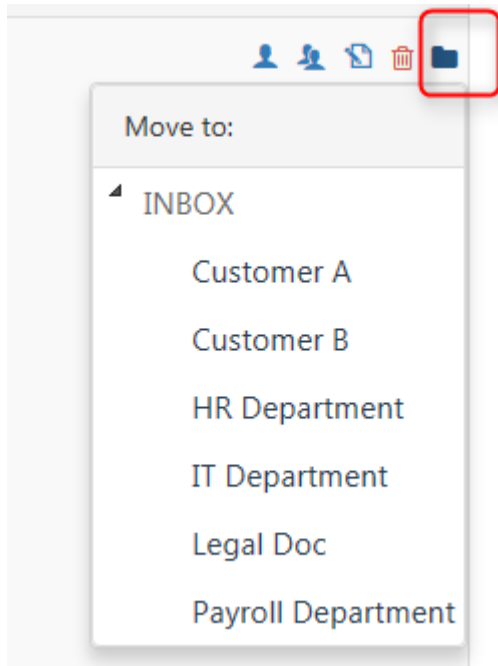 Move to:
INBOX
Customer A
Customer B
HR Department
IT Department
Legal Doc
Payroll Department